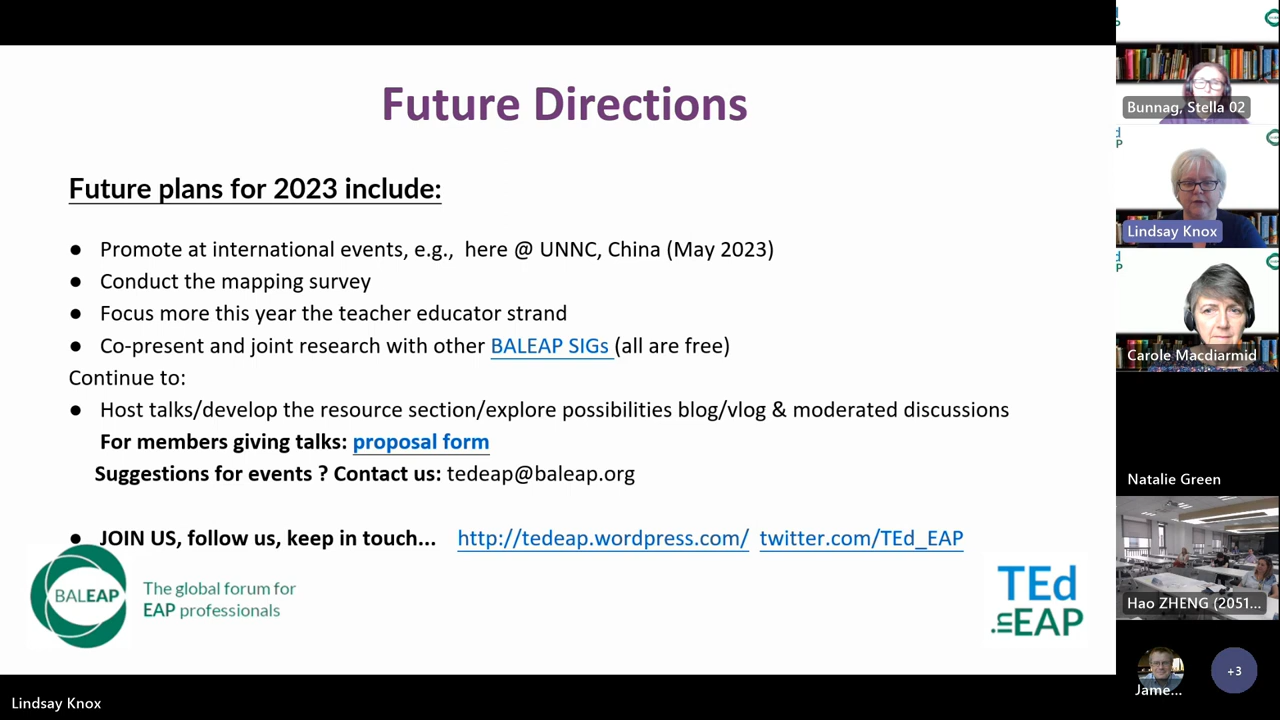 Future Directions
Future plans for 2023 include:
● Promote at international events, e.g., here @ UNNC, China (May 2023)
● Conduct the mapping survey
● Focus more this year the teacher educator strand
● Co-present and joint research with other BALEAP SIGs (all are free)
Continue to:
● Host talks/develop the resource section/explore possibilities blog/vlog & moderated discussions
For members giving talks: proposal form
Suggestions for events ? Contact us: tedeap@baleap.org
● JOIN US, follow us, keep in touch... http://tedeap.wordpress.com/ twitter.com/TEd_EAP
BALEAP
The global forum for
EAP professionals
TEd
.in EAP
Lindsay Knox
Bunnag, Stella 02
Lindsay Knox
Carole Macdiarmid
Natalie Green
Hao ZHENG (2051...
Jame...
+3